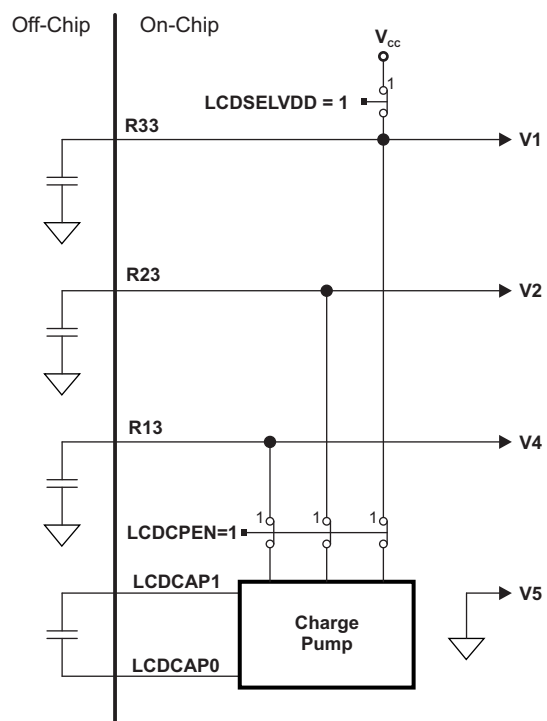 Off-Chip
On-Chip
Vcc
1
LCDSELVDD = 1
R33
V1
R23
V2
R13
V4
1
1
1
LCDCPEN=1
LCDCAP1
V5
Charge
Pump
LCDCAP0